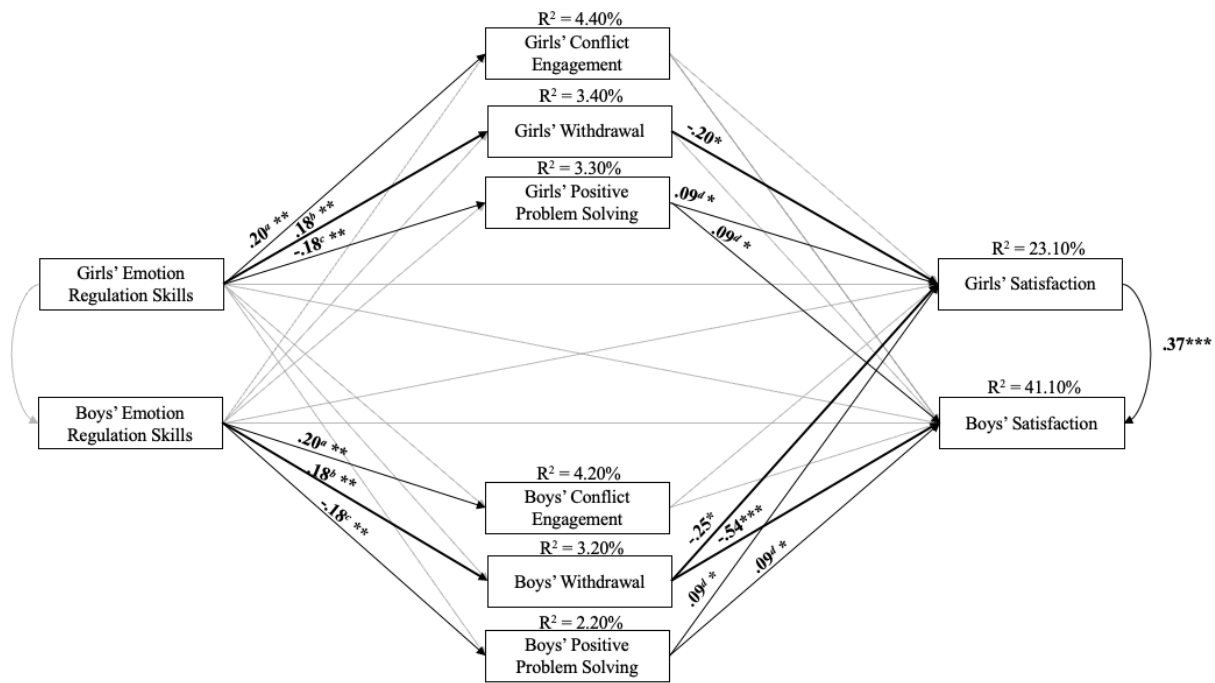 R² = 4.40%
Girls' Conflict
Engagement
R² = 3.40%
Girls' Withdrawal
-.20*
R² = 3.30%
Girls' Positive
Problem Solving
.09ᵈ *
.09ᵈ *
.20ᵃ **
.18ᵇ **
-.18ᶜ **
Girls' Emotion
Regulation Skills
R² = 23.10%
Girls' Satisfaction
.37***
Boys' Emotion
Regulation Skills
R² = 41.10%
Boys' Satisfaction
.20ᵃ **
.18ᵇ **
-.18ᶜ **
R² = 4.20%
Boys' Conflict
Engagement
R² = 3.20%
Boys' Withdrawal
-.25*
-.54***
.09ᵈ *
.09ᵈ *
R² = 2.20%
Boys' Positive
Problem Solving